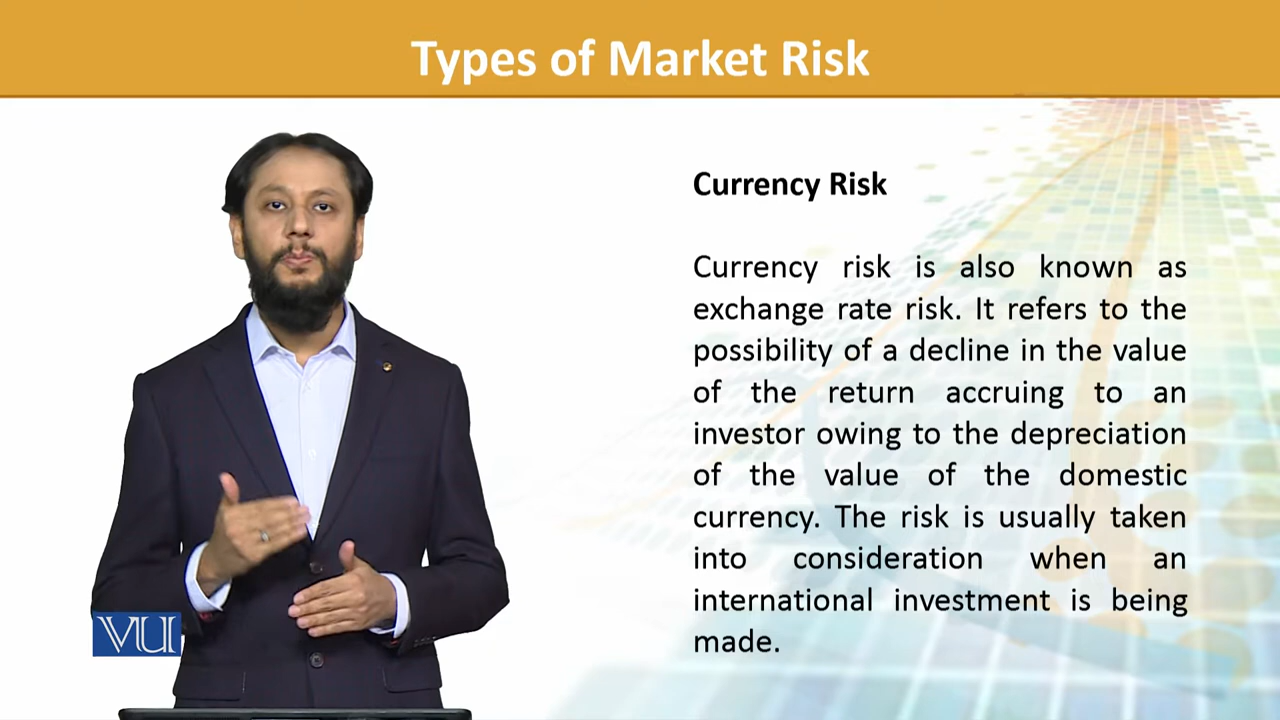 Types of Market Risk
Currency Risk
Currency risk is also known as
exchange rate risk. It refers to the
possibility of a decline in the value
of the return accruing to an
investor owing to the depreciation
of the value of the domestic
currency. The risk is usually taken
into consideration when an
international investment is being
made.
VU